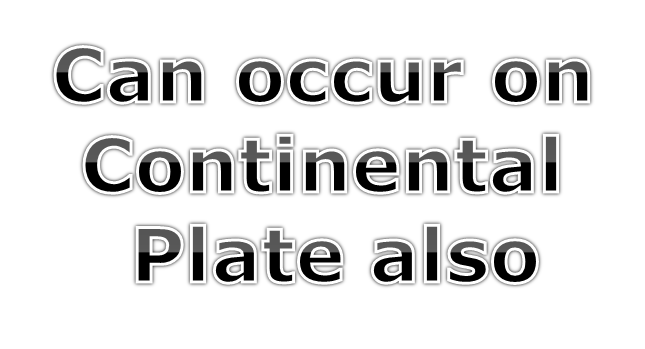 Can occur on
Continental
Plate also